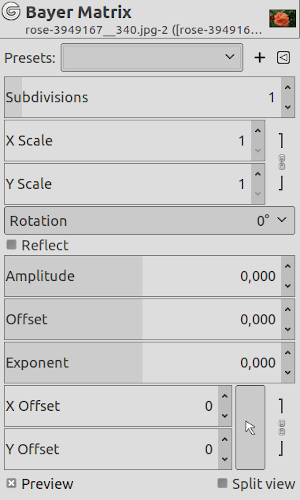 Bayer Matrix
rose-3949167__340.jpg-2 ([rose-394916…
Presets:
Subdivisions 1
X Scale 1
Y Scale 1
Rotation 0°
Reflect
Amplitude 0,000
Offset 0,000
Exponent 0,000
X Offset 0
Y Offset 0
Preview Split view